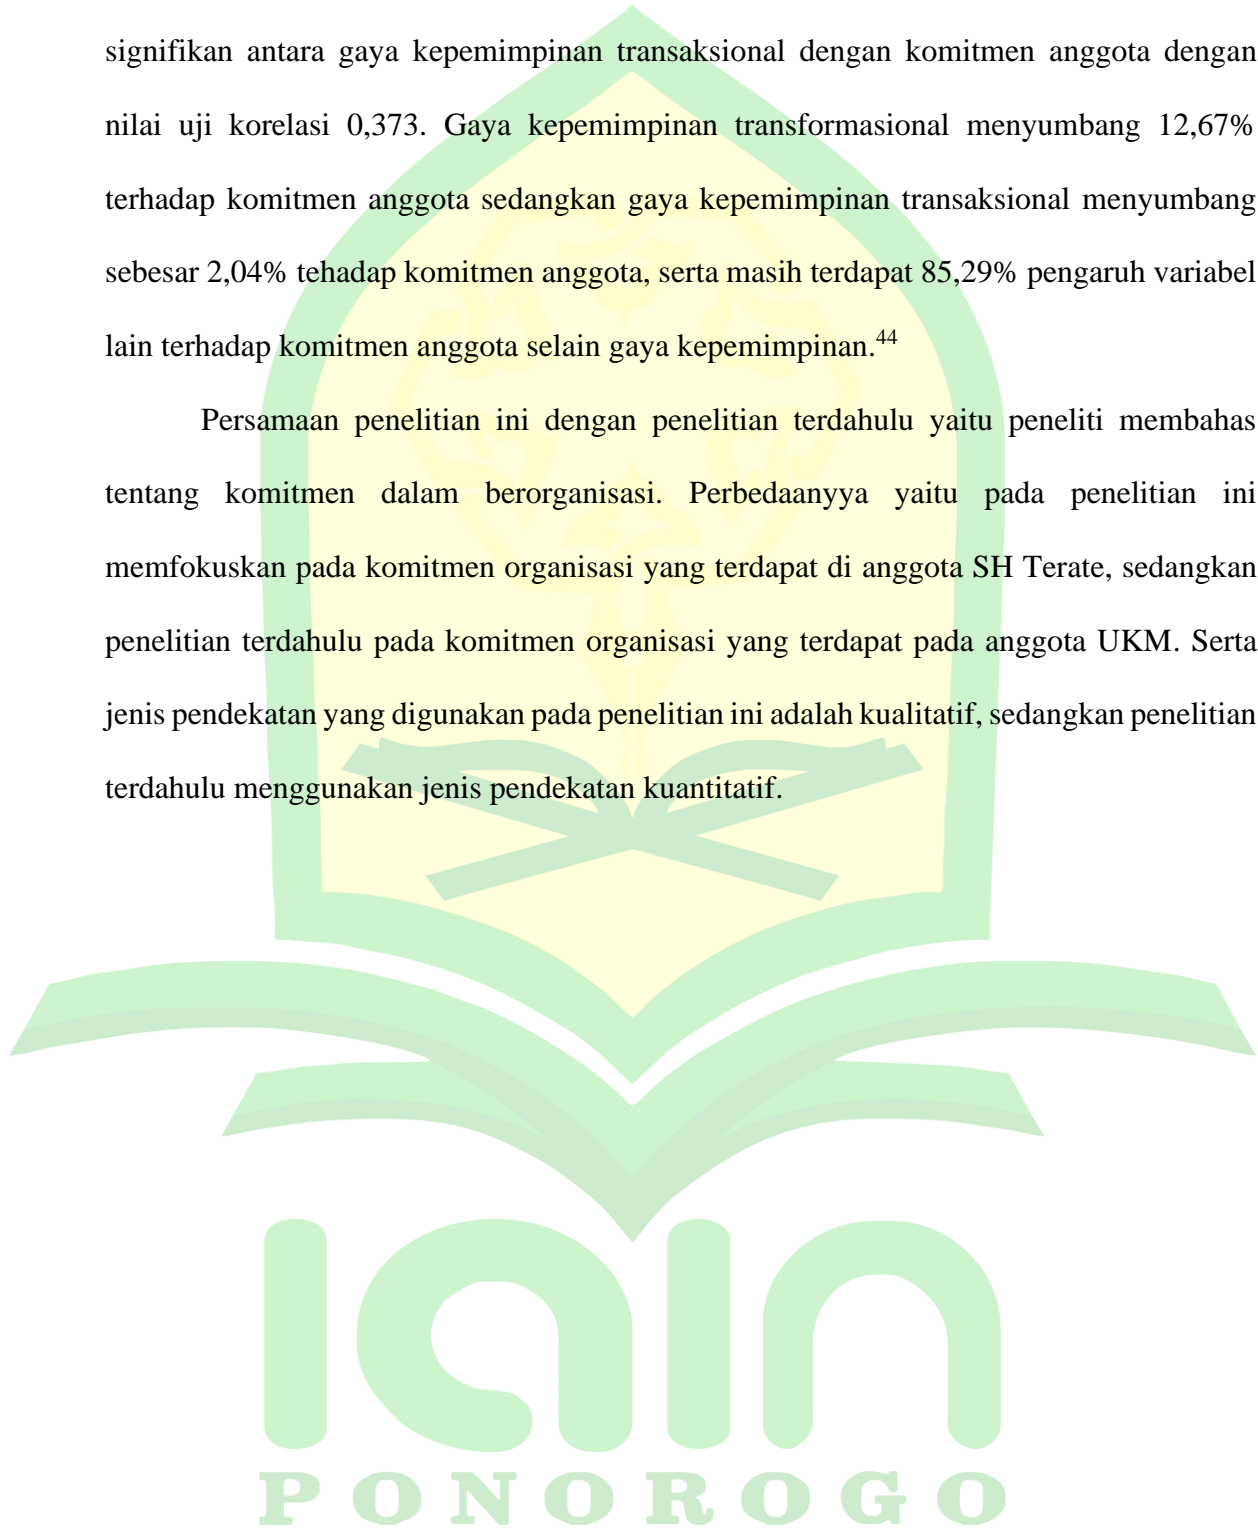 signifikan antara gaya kepemimpinan transaksional dengan komitmen anggota dengan
nilai uji korelasi 0,373. Gaya kepemimpinan transformasional menyumbang 12,67%
terhadap komitmen anggota sedangkan gaya kepemimpinan transaksional menyumbang
sebesar 2,04% tehadap komitmen anggota, serta masih terdapat 85,29% pengaruh variabel
lain terhadap komitmen anggota selain gaya kepemimpinan.44
Persamaan penelitian ini dengan penelitian terdahulu yaitu peneliti membahas
tentang komitmen dalam berorganisasi. Perbedaanyya yaitu pada penelitian ini
memfokuskan pada komitmen organisasi yang terdapat di anggota SH Terate, sedangkan
penelitian terdahulu pada komitmen organisasi yang terdapat pada anggota UKM. Serta
jenis pendekatan yang digunakan pada penelitian ini adalah kualitatif, sedangkan penelitian
terdahulu menggunakan jenis pendekatan kuantitatif.
iain
PONOROGO